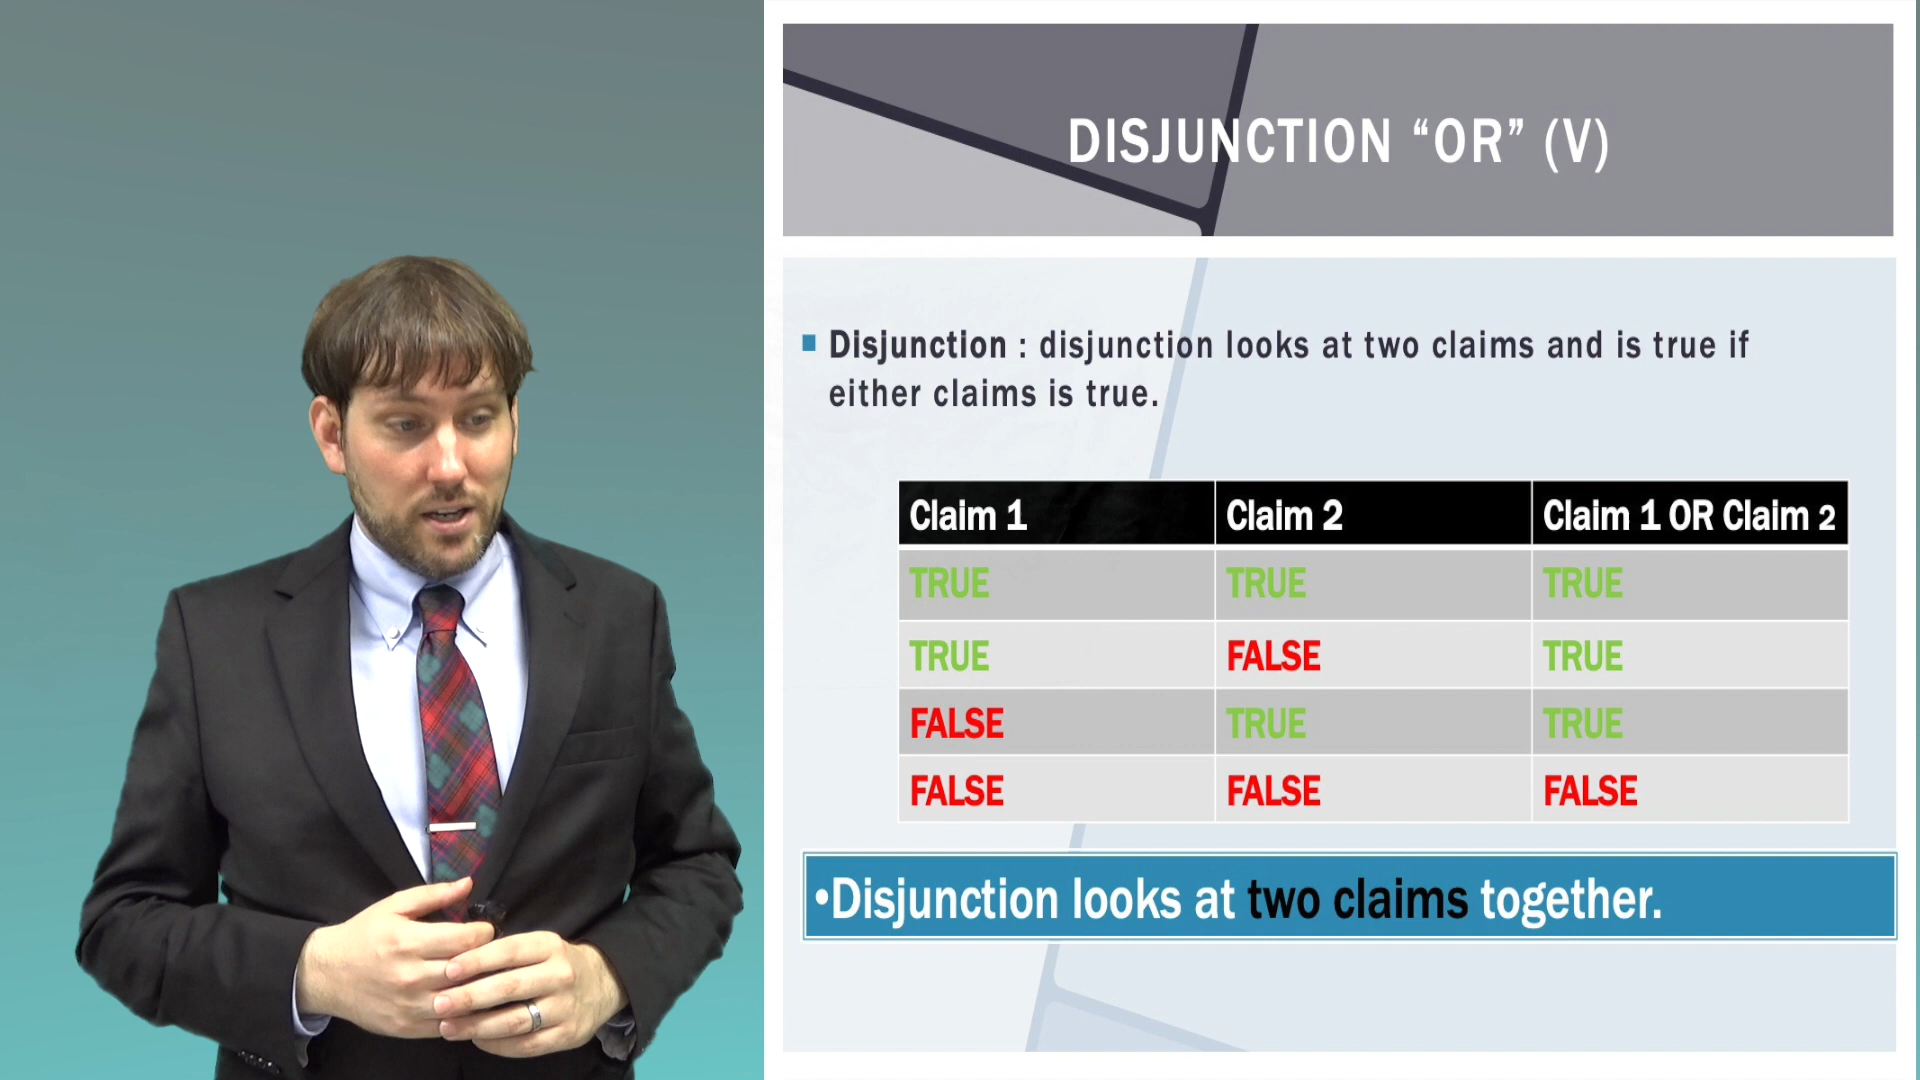 DISJUNCTION “OR” (V)
Disjunction : disjunction looks at two claims and is true if
either claims is true.
Claim 1 Claim 2 Claim 1 OR Claim 2
TRUE TRUE TRUE
TRUE FALSE TRUE
FALSE TRUE TRUE
FALSE FALSE FALSE
•Disjunction looks at two claims together.